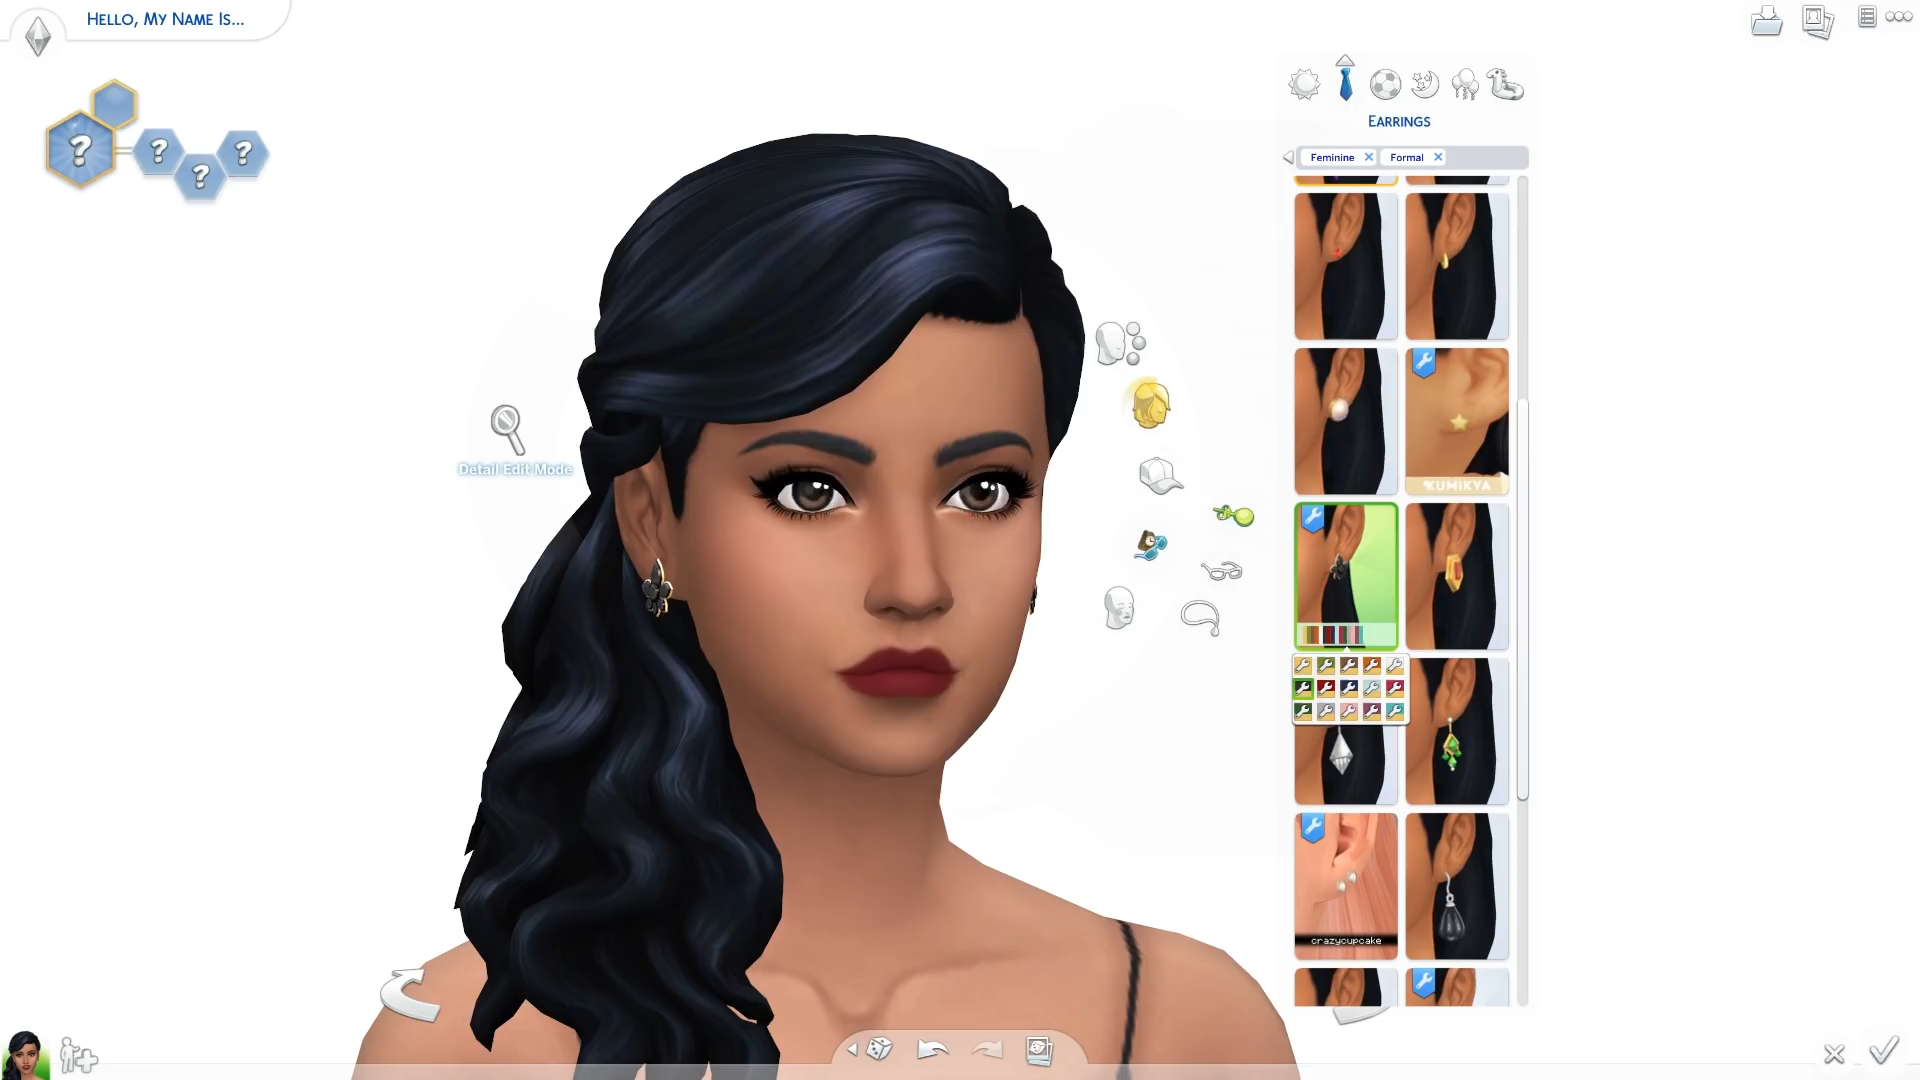 Hello, My Name Is...
Earrings
Feminine
Formal
Detail Edit Mode
KUMIKYA
crazycupcake